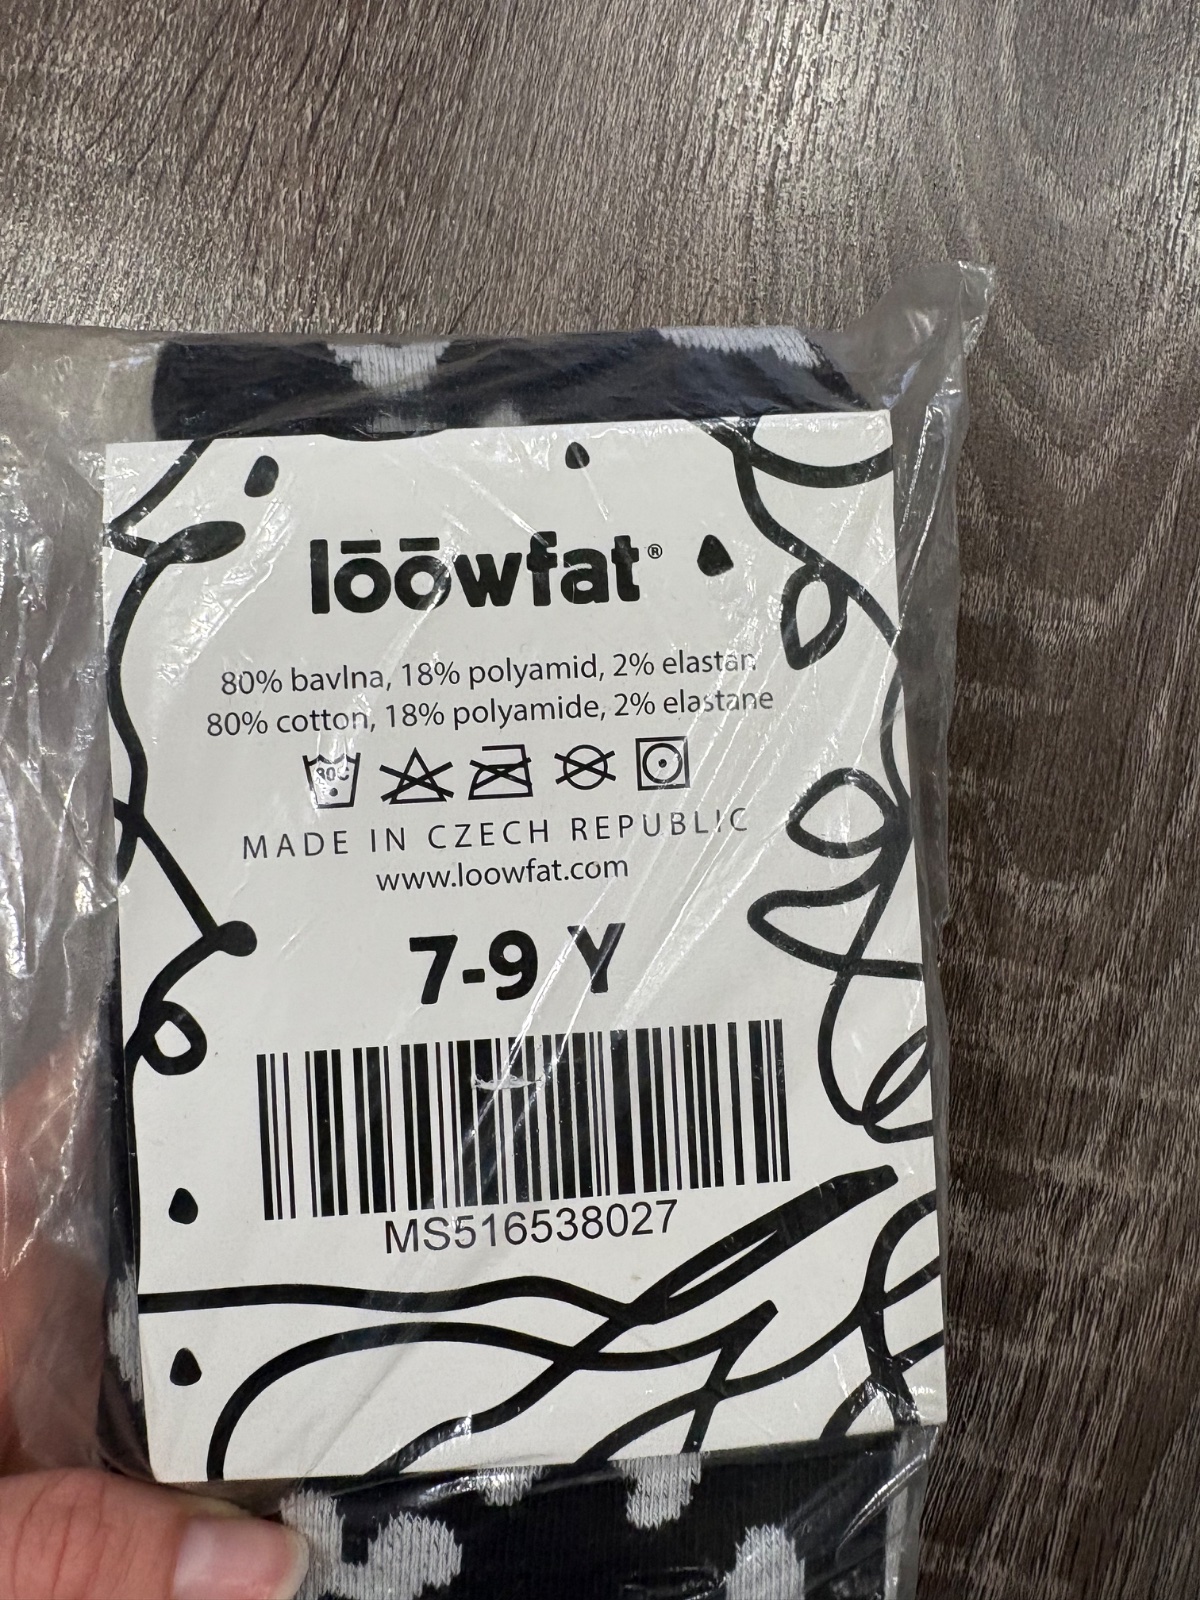 lōōwfat®
80% bavlna, 18% polyamid, 2% elastan
80% cotton, 18% polyamide, 2% elastane
30C
MADE IN CZECH REPUBLIC
www.loowfat.com
7-9 Y
MS516538027